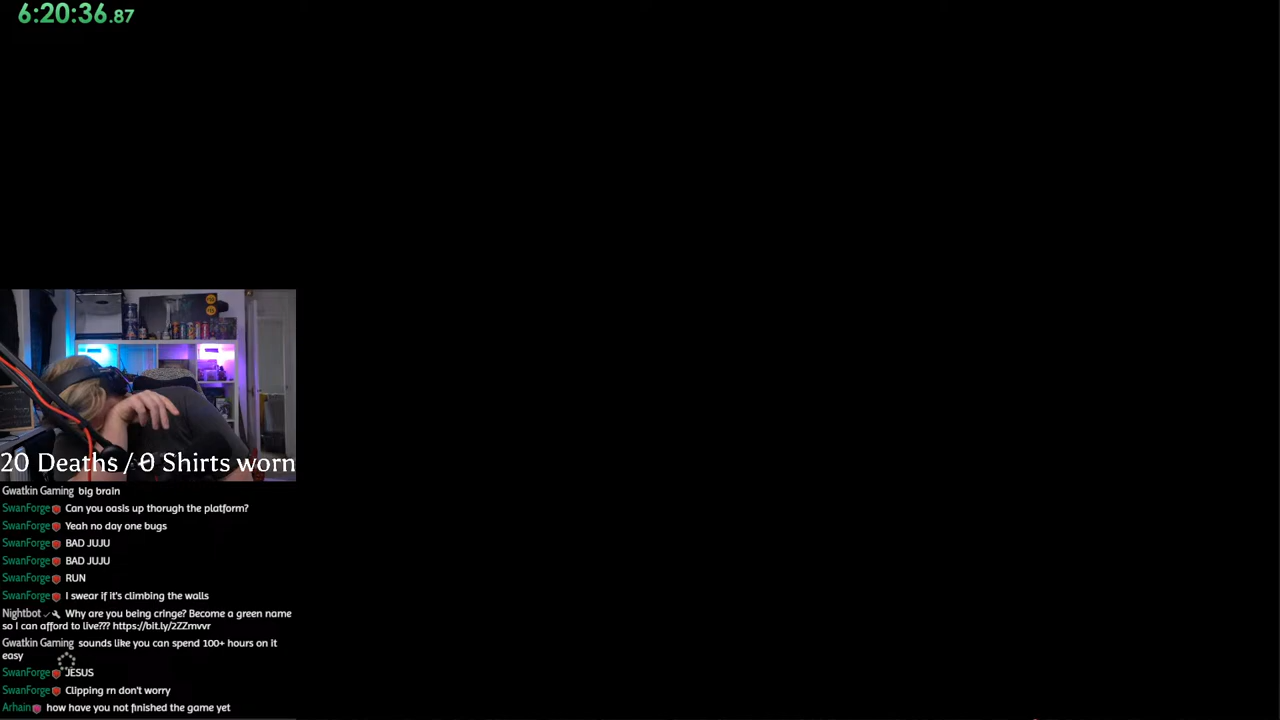 6:20:36.87
20 Deaths / 0 Shirts worn
Gwatkin Gaming big brain
SwanForge Can you oasis up thorugh the platform?
SwanForge Yeah no day one bugs
SwanForge BAD JUJU
SwanForge BAD JUJU
SwanForge RUN
SwanForge I swear if it's climbing the walls
Nightbot Why are you being cringe? Become a green name
so I can afford to live??? https://bit.ly/2ZZmvvr
Gwatkin Gaming sounds like you can spend 100+ hours on it
easy
SwanForge JESUS
SwanForge Clipping rn don't worry
Arhain how have you not finished the game yet